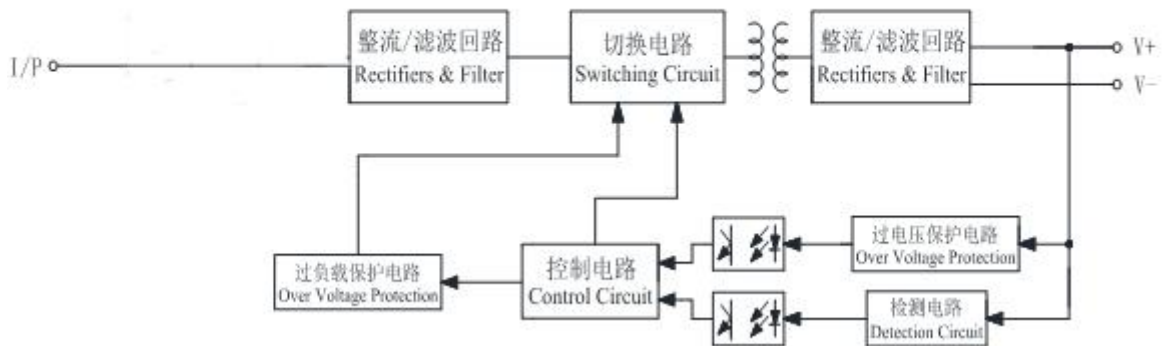 I/P
整流/滤波回路
Rectifiers & Filter
切换电路
Switching Circuit
整流/滤波回路
Rectifiers & Filter
V+
V-
过负载保护电路
Over Voltage Protection
控制电路
Control Circuit
过电压保护电路
Over Voltage Protection
检测电路
Detection Circuit